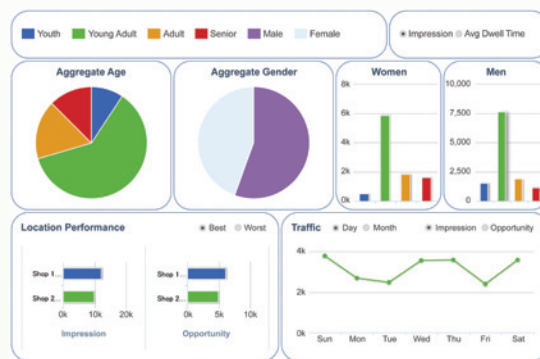 Youth Young Adult Adult Senior Male Female
Impression Avg Dwell Time
Aggregate Age
Aggregate Gender
Women
8k
6k
4k
2k
0k
Men
10,000
7,500
5,000
2,500
0
Location Performance Best Worst
Shop 1...
Shop 2...
0k 10k 20k
Impression
Shop 1...
Shop 2...
0k 5k 10k
Opportunity
Traffic Day Month Impression Opportunity
4k
2k
0k
Sun Mon Tue Wed Thu Fri Sat